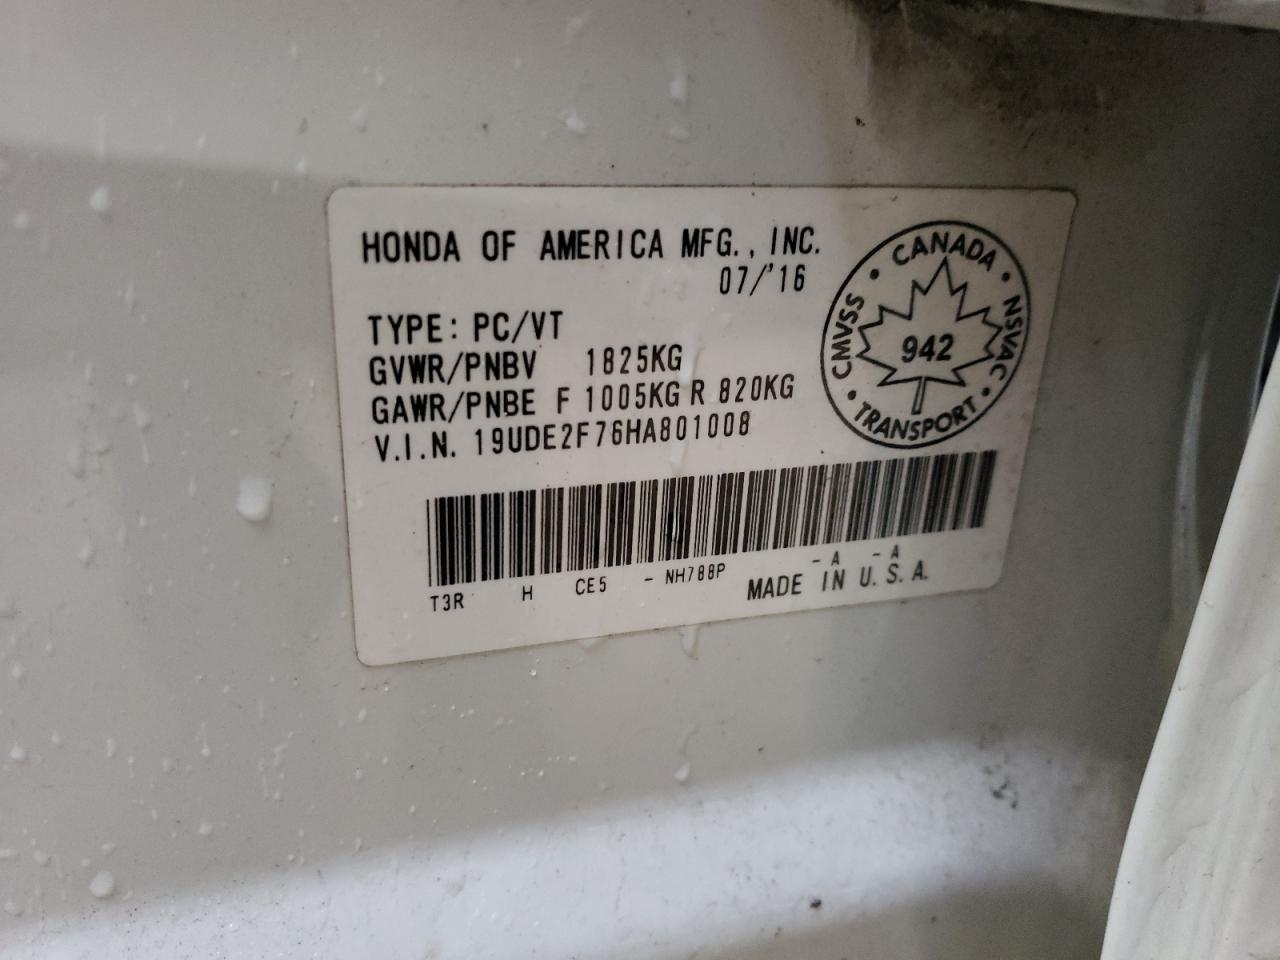 HONDA OF AMERICA MFG., INC.
07/'16
TYPE: PC/VT
GVWR/PNBV 1825KG
GAWR/PNBE F 1005KG R 820KG
V.I.N. 19UDE2F76HA801008
CANADA
CMVSS
NSVAC
942
TRANSPORT
T3R H CE5 - NH788P - A - A
MADE IN U.S.A.